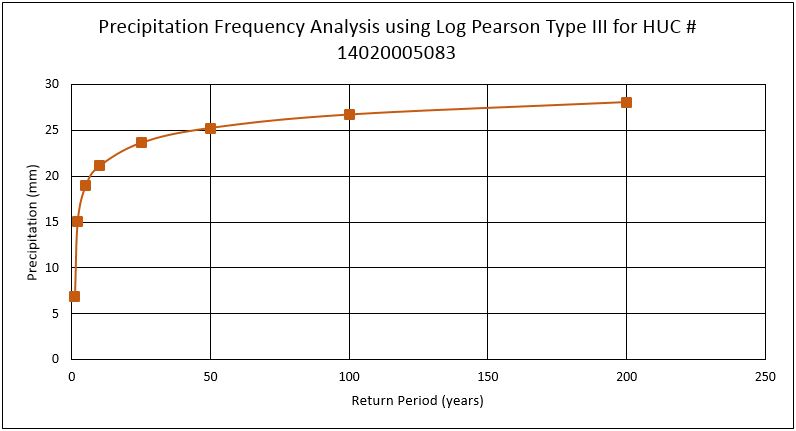 Precipitation Frequency Analysis using Log Pearson Type III for HUC #
14020005083
30
25
20
15
10
5
0
Precipitation (mm)
0 50 100 150 200 250
Return Period (years)